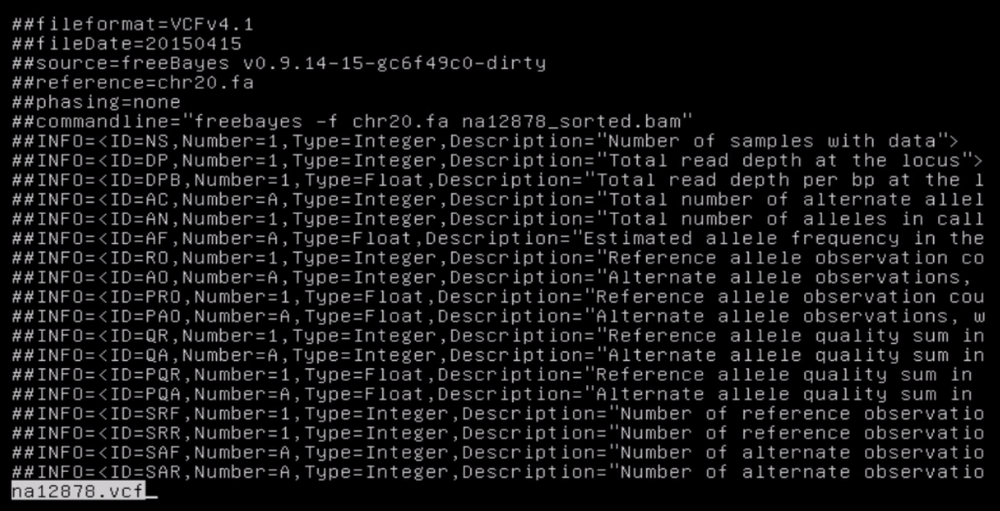 ##fileformat=VCFv4.1
##fileDate=20150415
##source=freeBayes v0.9.14-15-gc6f49c0-dirty
##reference=chr20.fa
##phasing=none
##commandline="freebayes -f chr20.fa na12878_sorted.bam"
##INFO=<ID=NS,Number=1,Type=Integer,Description="Number of samples with data">
##INFO=<ID=DP,Number=1,Type=Integer,Description="Total read depth at the locus">
##INFO=<ID=DPB,Number=1,Type=Float,Description="Total read depth per bp at the l
##INFO=<ID=AC,Number=A,Type=Integer,Description="Total number of alternate allel
##INFO=<ID=AN,Number=1,Type=Integer,Description="Total number of alleles in call
##INFO=<ID=AF,Number=A,Type=Float,Description="Estimated allele frequency in the
##INFO=<ID=RO,Number=1,Type=Integer,Description="Reference allele observation co
##INFO=<ID=AO,Number=A,Type=Integer,Description="Alternate allele observations,
##INFO=<ID=PRO,Number=1,Type=Float,Description="Reference allele observation cou
##INFO=<ID=PAO,Number=A,Type=Float,Description="Alternate allele observations, w
##INFO=<ID=QR,Number=1,Type=Integer,Description="Reference allele quality sum in
##INFO=<ID=QA,Number=A,Type=Integer,Description="Alternate allele quality sum in
##INFO=<ID=PQR,Number=1,Type=Float,Description="Reference allele quality sum in
##INFO=<ID=PQA,Number=A,Type=Float,Description="Alternate allele quality sum in
##INFO=<ID=SRF,Number=1,Type=Integer,Description="Number of reference observatio
##INFO=<ID=SRR,Number=1,Type=Integer,Description="Number of reference observatio
##INFO=<ID=SAF,Number=A,Type=Integer,Description="Number of alternate observatio
##INFO=<ID=SAR,Number=A,Type=Integer,Description="Number of alternate observatio
na12878.vcf